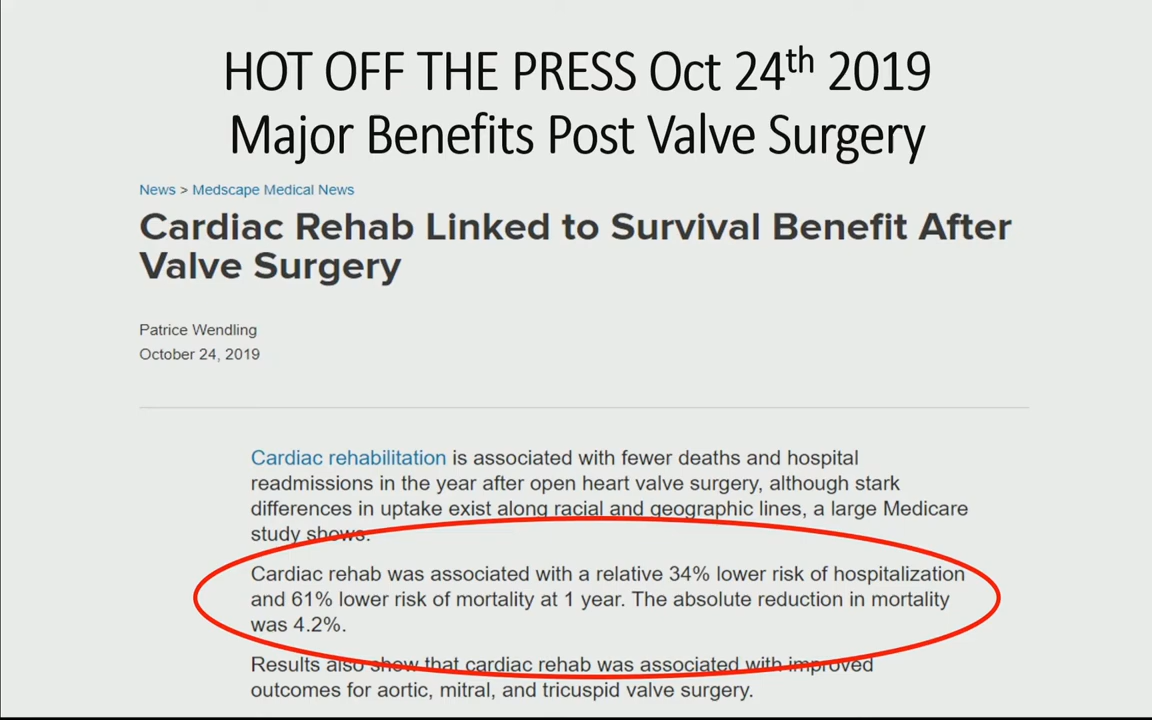 HOT OFF THE PRESS Oct 24th 2019
Major Benefits Post Valve Surgery
News > Medscape Medical News
Cardiac Rehab Linked to Survival Benefit After
Valve Surgery
Patrice Wendling
October 24, 2019
Cardiac rehabilitation is associated with fewer deaths and hospital
readmissions in the year after open heart valve surgery, although stark
differences in uptake exist along racial and geographic lines, a large Medicare
study shows.
Cardiac rehab was associated with a relative 34% lower risk of hospitalization
and 61% lower risk of mortality at 1 year. The absolute reduction in mortality
was 4.2%.
Results also show that cardiac rehab was associated with improved
outcomes for aortic, mitral, and tricuspid valve surgery.